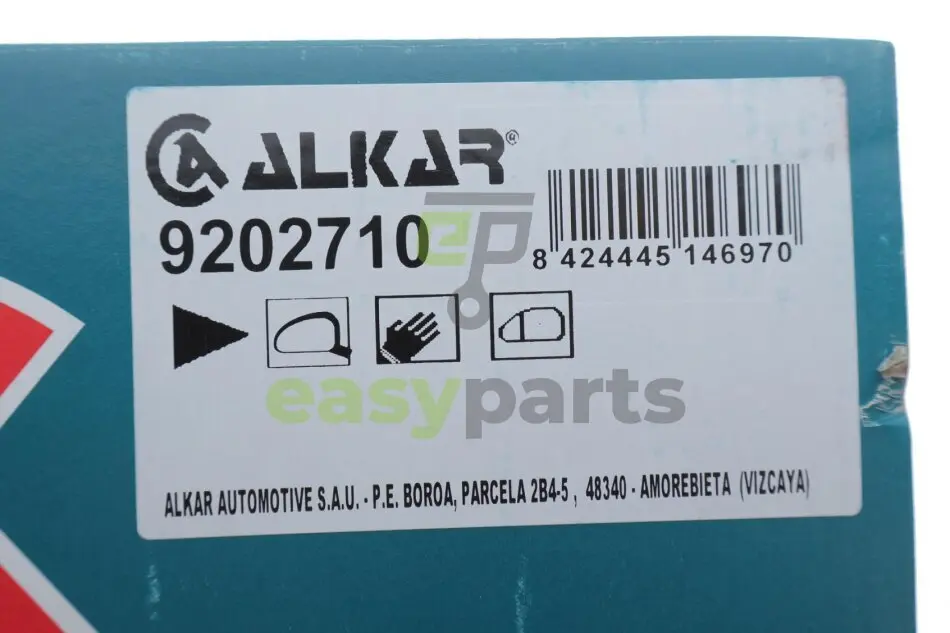 ALKAR®
9202710
8 424445 146970
easyparts
ALKAR AUTOMOTIVE S.A.U. - P.E. BOROA, PARCELA 2B4-5 , 48340 - AMOREBIETA (VIZCAYA)